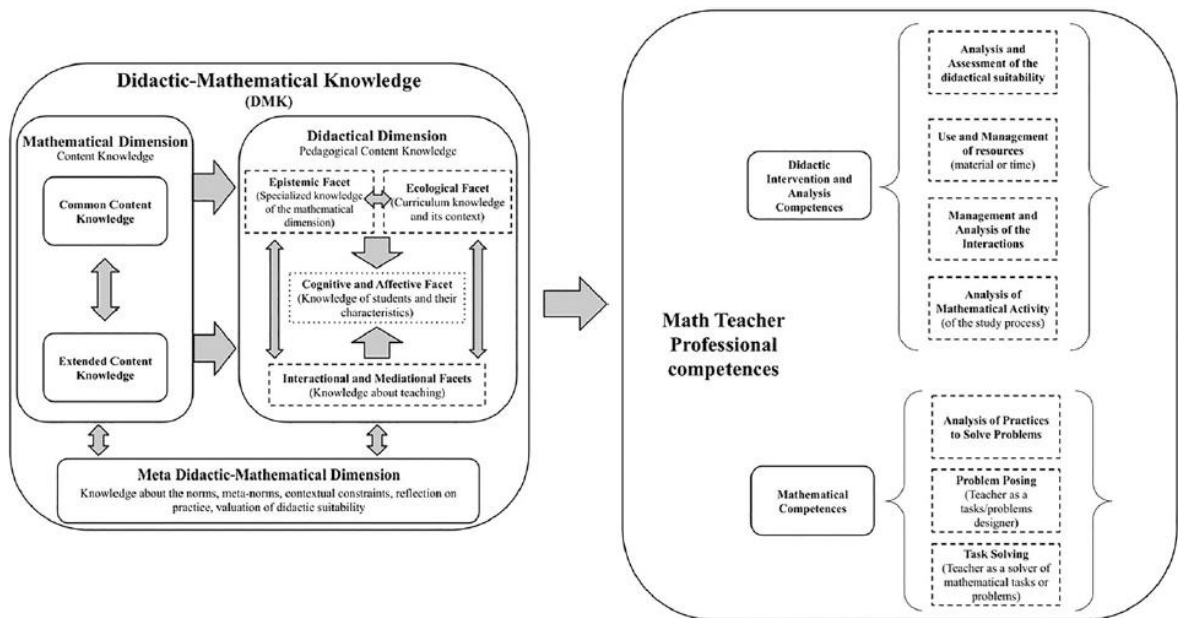 Didactic-Mathematical Knowledge
(DMK)
Mathematical Dimension
Content Knowledge
Common Content
Knowledge
Extended Content
Knowledge
Didactical Dimension
Pedagogical Content Knowledge
Epistemic Facet
(Specialized knowledge
of the mathematical
dimension)
Ecological Facet
(Curriculum knowledge
and its context)
Cognitive and Affective Facet
(Knowledge of students and their
characteristics)
Interactional and Mediational Facets
(Knowledge about teaching)
Meta Didactic-Mathematical Dimension
Knowledge about the norms, meta-norms, contextual constraints, reflection on
practice, valuation of didactic suitability
Math Teacher
Professional
competences
Didactic
Intervention and
Analysis
Competences
Analysis and
Assessment of the
didactical suitability
Use and Management
of resources
(material or time)
Management and
Analysis of the
Interactions
Analysis of
Mathematical Activity
(of the study process)
Mathematical
Competences
Analysis of Practices
to Solve Problems
Problem Posing
(Teacher as a
tasks/problems
designer)
Task Solving
(Teacher as a solver of
mathematical tasks or
problems)